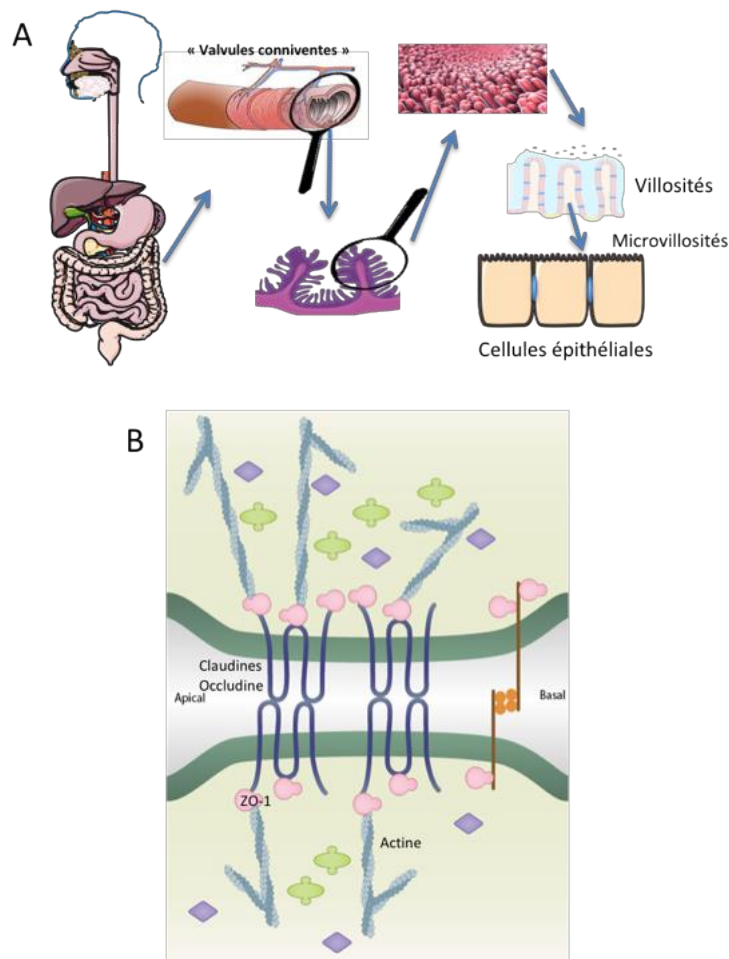 A
« Valvules conniventes »
Villosités
Microvillosités
Cellules épithéliales
B
Claudines
Occludine
Apical
Basal
ZO-1
Actine